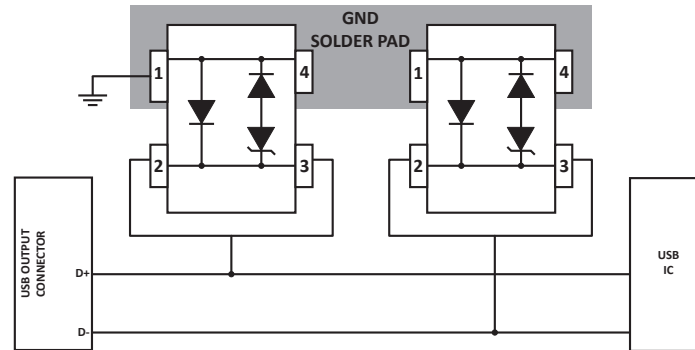 GND
SOLDER PAD
1
4
1
4
2
3
2
3
USB OUTPUT
CONNECTOR
D+
D-
USB
IC